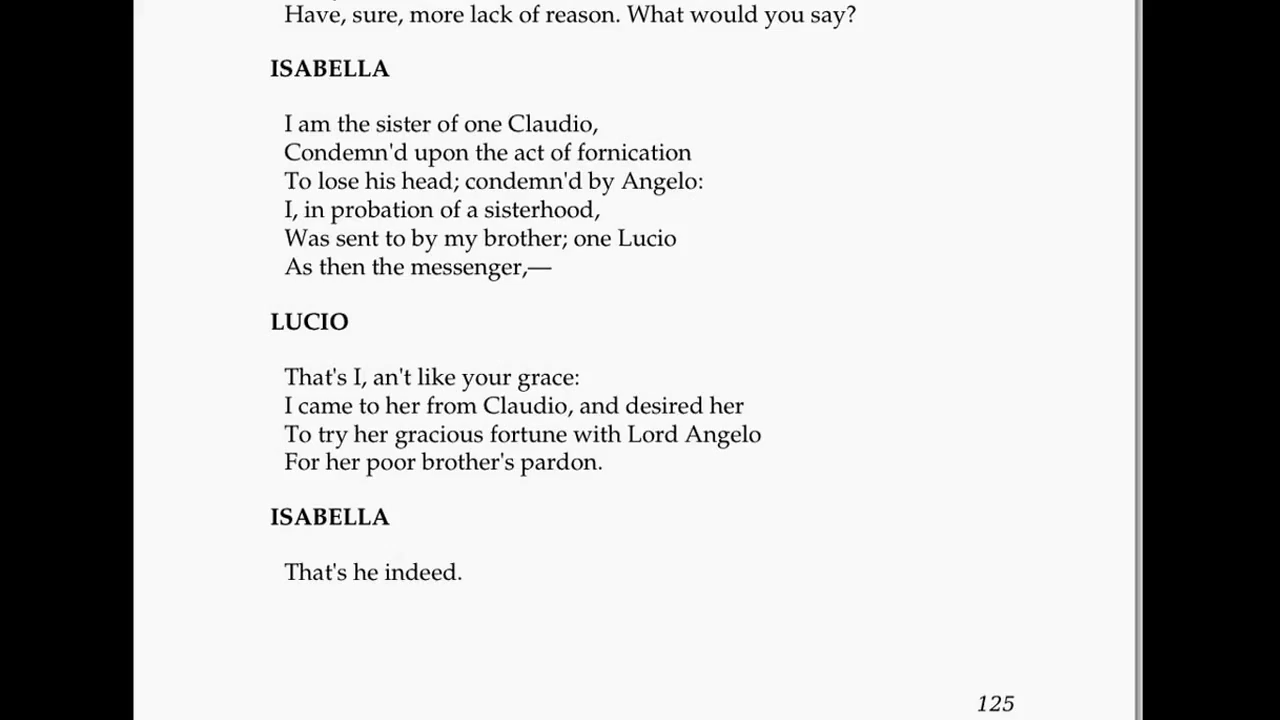 Have, sure, more lack of reason. What would you say?
ISABELLA
I am the sister of one Claudio,
Condemn'd upon the act of fornication
To lose his head; condemn'd by Angelo:
I, in probation of a sisterhood,
Was sent to by my brother; one Lucio
As then the messenger,—
LUCIO
That's I, an't like your grace:
I came to her from Claudio, and desired her
To try her gracious fortune with Lord Angelo
For her poor brother's pardon.
ISABELLA
That's he indeed.
125